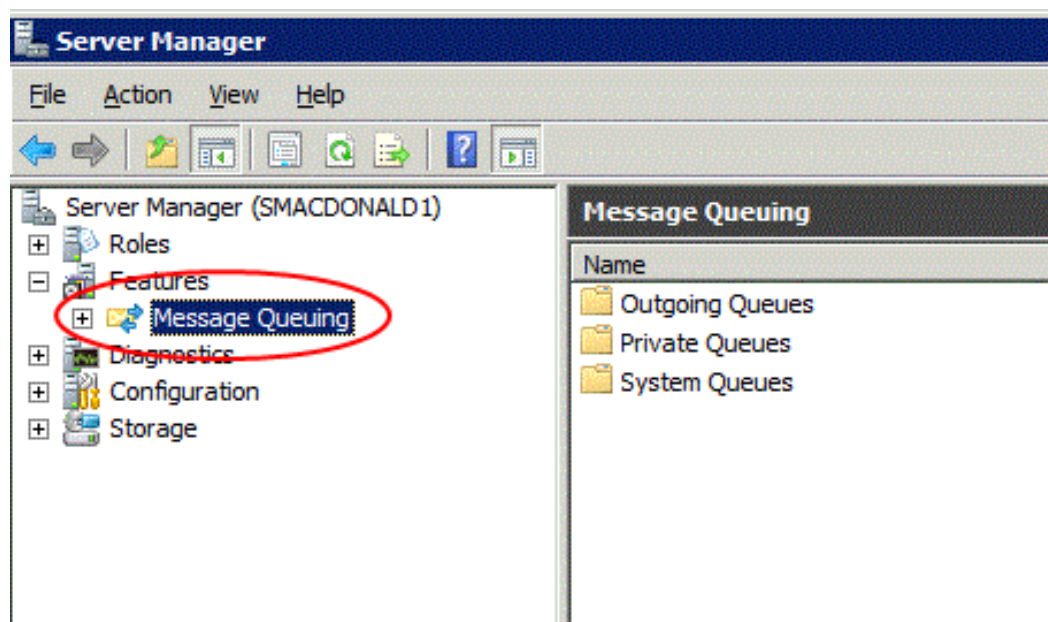 Server Manager
File Action View Help
Server Manager (SMACDONALD1)
Roles
Features
Message Queuing
Diagnostics
Configuration
Storage
Message Queuing
Name
Outgoing Queues
Private Queues
System Queues